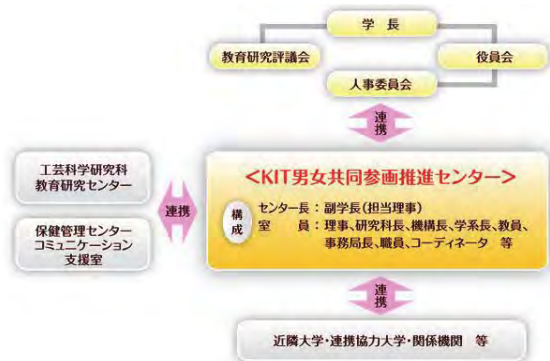 学 長
教育研究評議会
役員会
人事委員会
連携
工芸科学研究科
教育研究センター
連携
保健管理センター
コミュニケーション
支援室
<KIT男女共同参画推進センター>
構成
センター長：副学長(担当理事)
室　　員：理事、研究科長、機構長、学系長、教員、
事務局長、職員、コーディネータ 等
連携
近隣大学・連携協力大学・関係機関 等